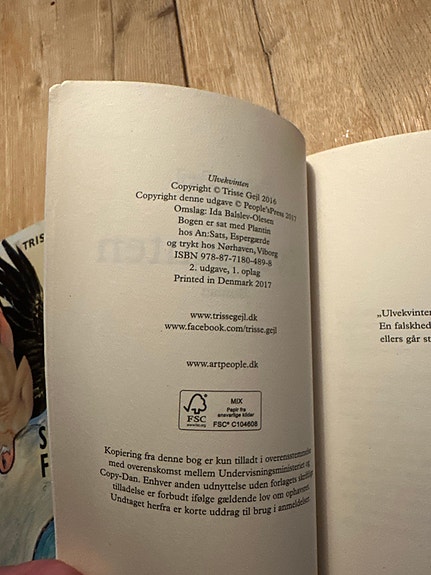 Ulvekvinten
Copyright © Trisse Gejl 2016
Copyright denne udgave © People'sPress 2017
Omslag: Ida Balslev-Olesen
Bogen er sat med Plantin
hos An:Sats, Espergærde
og trykt hos Nørhaven, Viborg
ISBN 978-87-7180-489-8
2. udgave, 1. oplag
Printed in Denmark 2017
www.trissegejl.dk
www.facebook.com/trisse.gejl
www.artpeople.dk
FSC
www.fsc.org
MIX
Papir fra
ansvarlige kilder
FSC® C104608
Kopiering fra denne bog er kun tilladt i overensstemmelse
med overenskomst mellem Undervisningsministeriet og
Copy-Dan. Enhver anden udnyttelse uden forlagets skriftlige
tilladelse er forbudt ifølge gældende lov om ophavsret.
Undtaget herfra er korte uddrag til brug i anmeldelser.
„Ulvekvinten
En falskhed
ellers går st
TRIS
S
F